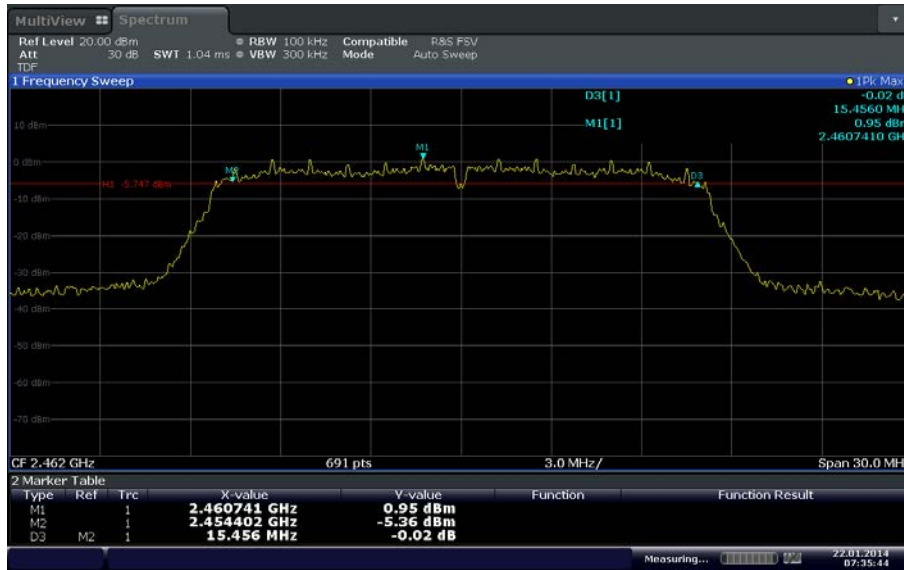 MultiView Spectrum
Ref Level 20.00 dBm RBW 100 kHz Compatible R&S FSV
Att 30 dB SWT 1.04 ms VBW 300 kHz Mode Auto Sweep
TDF
1 Frequency Sweep 1Pk Max
D3[1] -0.02 d
15.4560 MH
10 dBm M1[1] 0.95 dBr
2.4607410 GH
M1
0 dBm
M2
D3
H1 -5.747 dBm
-10 dBm
-20 dBm
-30 dBm
-40 dBm
-50 dBm
-60 dBm
-70 dBm
CF 2.462 GHz 691 pts 3.0 MHz/ Span 30.0 MH
2 Marker Table
Type Ref Trc X-value Y-value Function Function Result
M1 1 2.460741 GHz 0.95 dBm
M2 1 2.454402 GHz -5.36 dBm
D3 M2 1 15.456 MHz -0.02 dB
Measuring... 22.01.2014
07:35:44